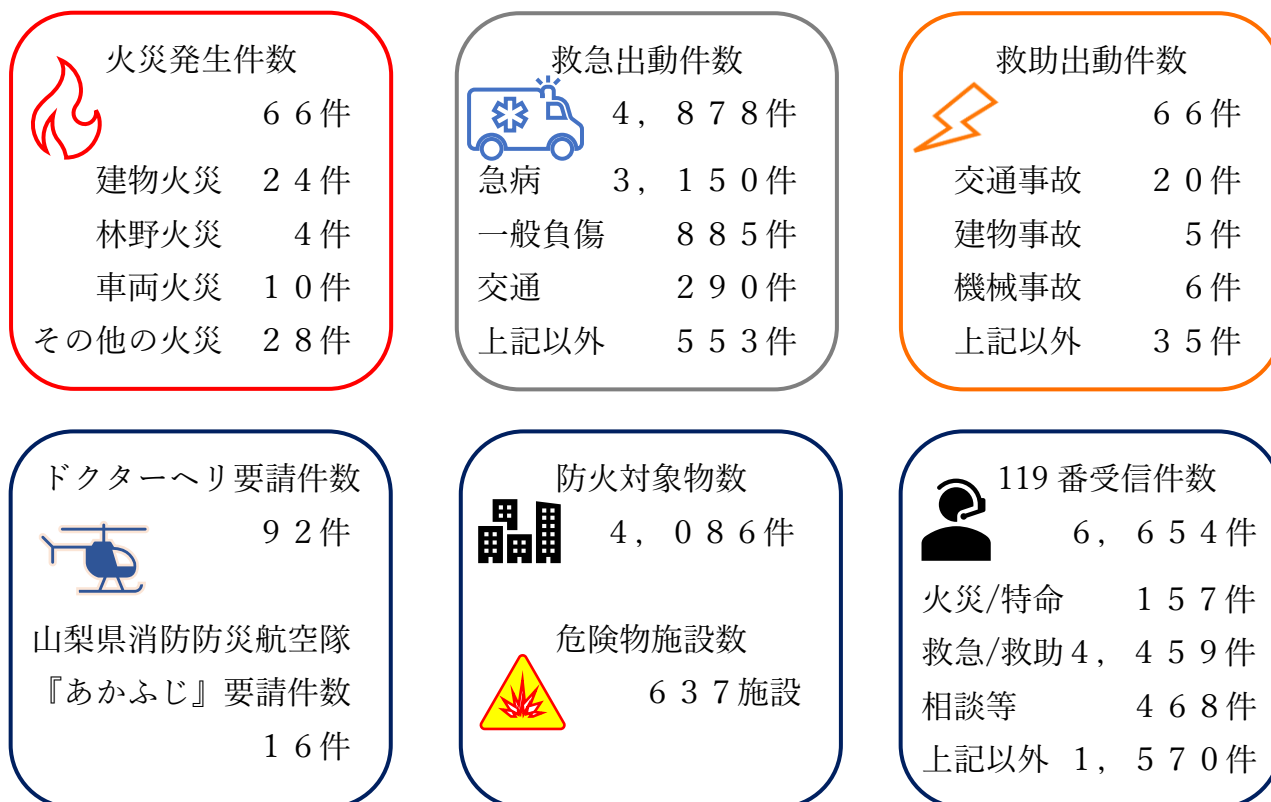 火災発生件数
６６件
建物火災　２４件
林野火災　　４件
車両火災　１０件
その他の火災　２８件
救急出動件数
４，８７８件
急病　　３，１５０件
一般負傷　８８５件
交通　　　　２９０件
上記以外　　５５３件
救助出動件数
６６件
交通事故　　２０件
建物事故　　　５件
機械事故　　　６件
上記以外　　３５件
ドクターヘリ要請件数
９２件
山梨県消防防災航空隊
『あかふじ』要請件数
１６件
防火対象物数
４，０８６件
危険物施設数
６３７施設
119 番受信件数
６，６５４件
火災/特命　　１５７件
救急/救助４，４５９件
相談等　　　　４６８件
上記以外　１，５７０件